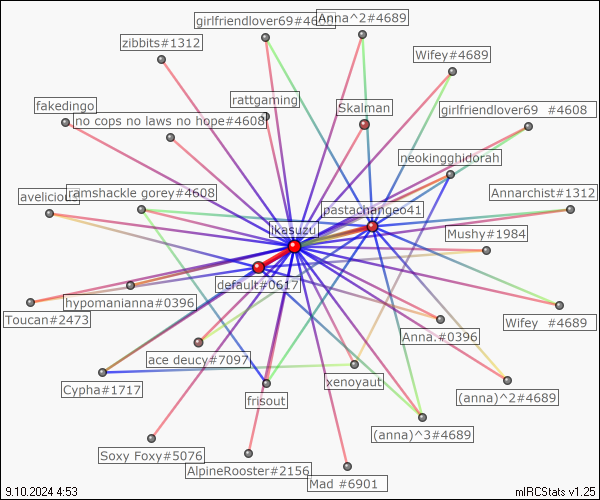 Anna^2#4689
girlfriendlover69#4608
zibbits#1312
Wifey#4689
fakedingo
rattgaming
Skalman
girlfriendlover69 #4608
no cops no laws no hope#4608
neokingghidorah
avelicious
ramshackle gorey#4608
Annarchist#1312
pastachangeo41
ikasuzu
Mushy#1984
default#0617
hypomanianna#0396
Toucan#2473
Wifey #4689
Anna.#0396
ace deucy#7097
xenoyaut
Cypha#1717
frisout
(anna)^2#4689
(anna)^3#4689
Soxy Foxy#5076
AlpineRooster#2156
Mad #6901
9.10.2024 4:53
mIRCStats v1.25